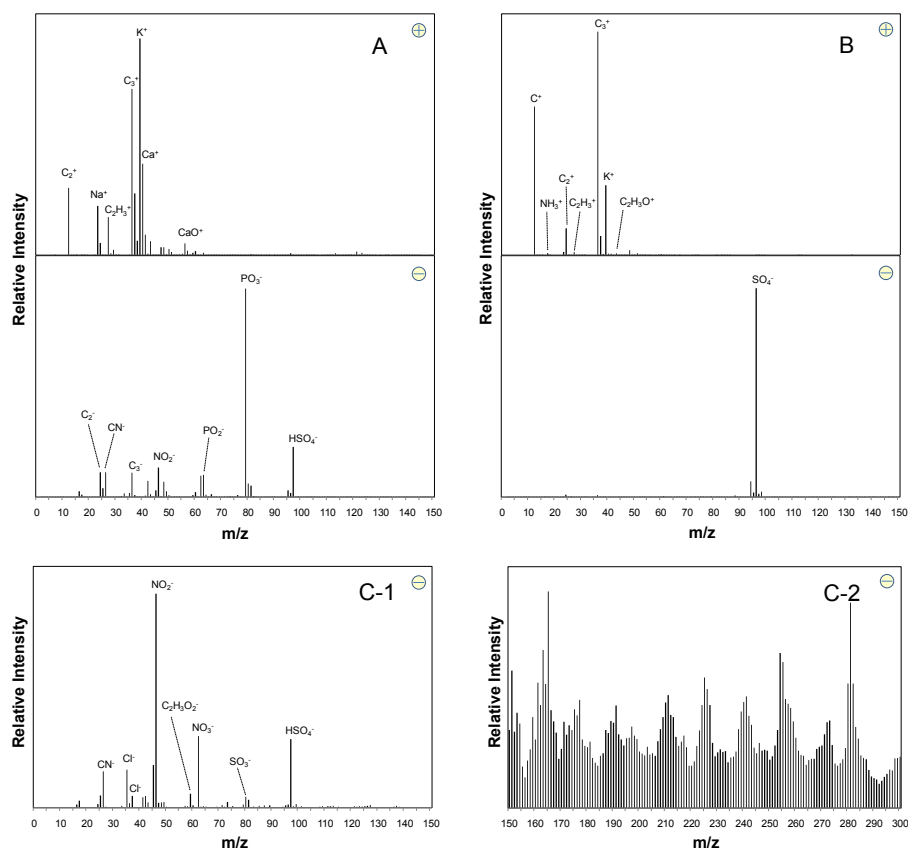 A
K⁺
C₃⁺
Ca⁺
C₂⁺
Na⁺
C₂H₃⁺
CaO⁺
Relative Intensity
PO₃⁻
C₂⁻
CN⁻
C₃⁻
NO₂⁻
PO₂⁻
HSO₄⁻
Relative Intensity
0 10 20 30 40 50 60 70 80 90 100 110 120 130 140 150
m/z
B
C₃⁺
C⁺
K⁺
C₂⁺
NH₃⁺
C₂H₃⁺
C₂H₃O⁺
Relative Intensity
SO₄⁻
Relative Intensity
0 10 20 30 40 50 60 70 80 90 100 110 120 130 140 150
m/z
C-1
NO₂⁻
C₂H₃O₂⁻
NO₃⁻
HSO₄⁻
CN⁻
Cl⁻
Cl⁻
SO₃⁻
Relative Intensity
0 10 20 30 40 50 60 70 80 90 100 110 120 130 140 150
m/z
C-2
Relative Intensity
150 160 170 180 190 200 210 220 230 240 250 260 270 280 290 300
m/z